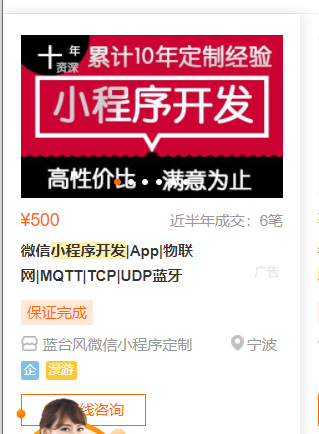 十年
资深
累计10年定制经验
小程序开发
高性价比 满意为止
¥500
近半年成交：6笔
微信小程序开发|App|物联
网|MQTT|TCP|UDP蓝牙
广告
保证完成
蓝台风微信小程序定制
宁波
企 漫游
线咨询